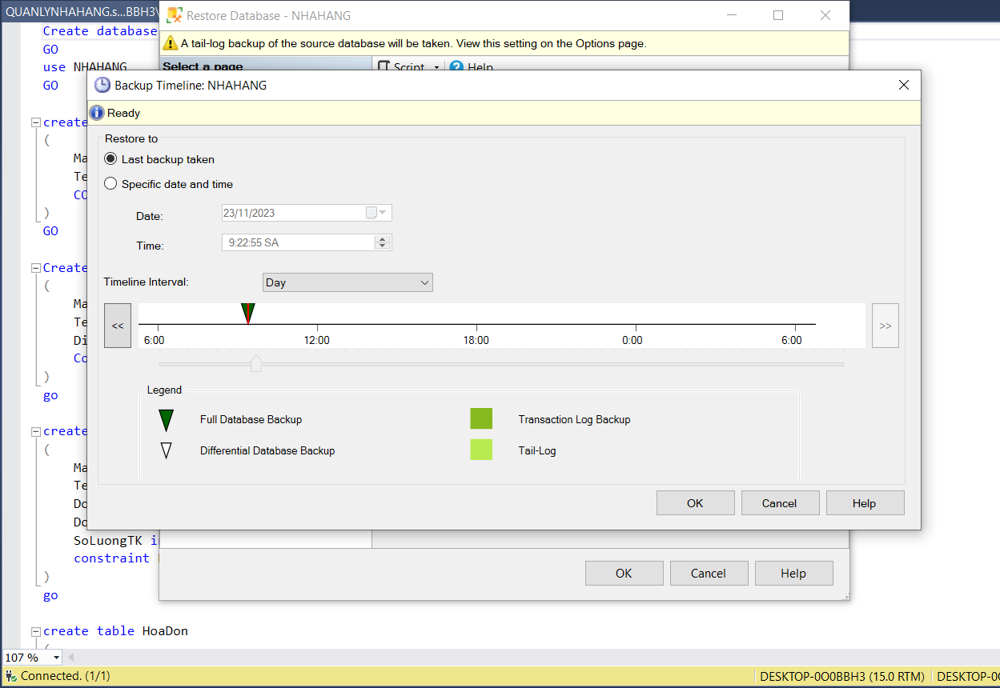 QUANLYNHAHANG.s...BBH3\
Restore Database - NHAHANG
A tail-log backup of the source database will be taken. View this setting on the Options page.
Select a page
Script
Help
Create database
GO
use NHAHANG
GO
create
(
Ma
Te
CO
)
GO
Create
(
Ma
Te
Di
Co
)
go
create
(
Ma
Te
Do
Do
SoLuongTK in
constraint
)
go
create table HoaDon
(
Backup Timeline: NHAHANG
Ready
Restore to
Last backup taken
Specific date and time
Date:
23/11/2023
Time:
9:22:55 SA
Timeline Interval:
Day
<<
6:00 12:00 18:00 0:00 6:00
>>
Legend
Full Database Backup
Transaction Log Backup
Differential Database Backup
Tail-Log
OK Cancel Help
OK Cancel Help
107 %
Connected. (1/1)
DESKTOP-0O0BBH3 (15.0 RTM)
DESKTOP-0O